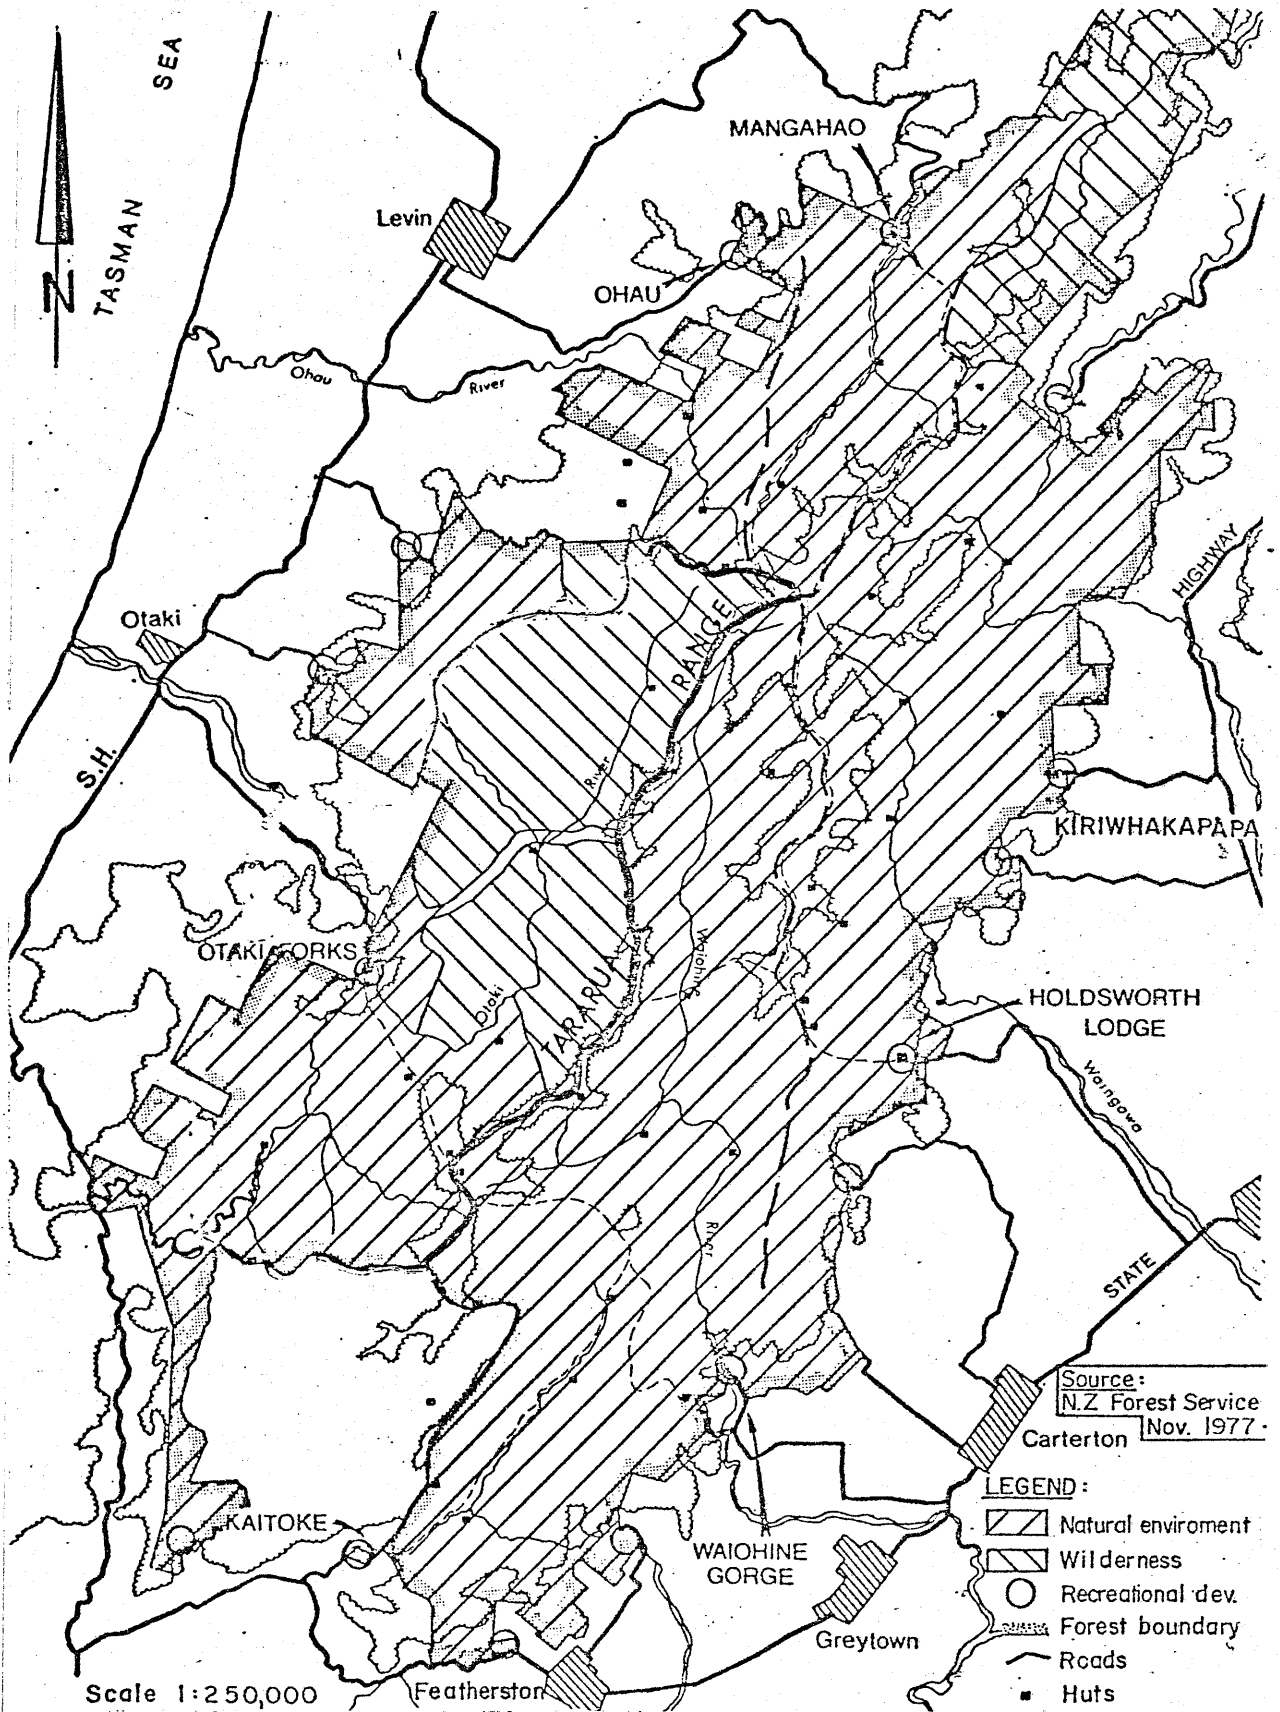 SEA
TASMAN
N
MANGAHAO
Levin
OHAU
Ohau River
HIGHWAY
Otaki
RANGE
S.H.
River
KIRIWHAKAPAPA
OTAKI FORKS
Waiohine
Otaki
TARARUA
HOLDSWORTH
LODGE
Waingawa
River
STATE
Source:
N.Z Forest Service
Nov. 1977.
Carterton
LEGEND:
Natural enviroment
Wilderness
Recreational dev.
Forest boundary
Roads
Huts
KAITOKE
WAIOHINE
GORGE
Greytown
Scale 1:250,000
Featherston